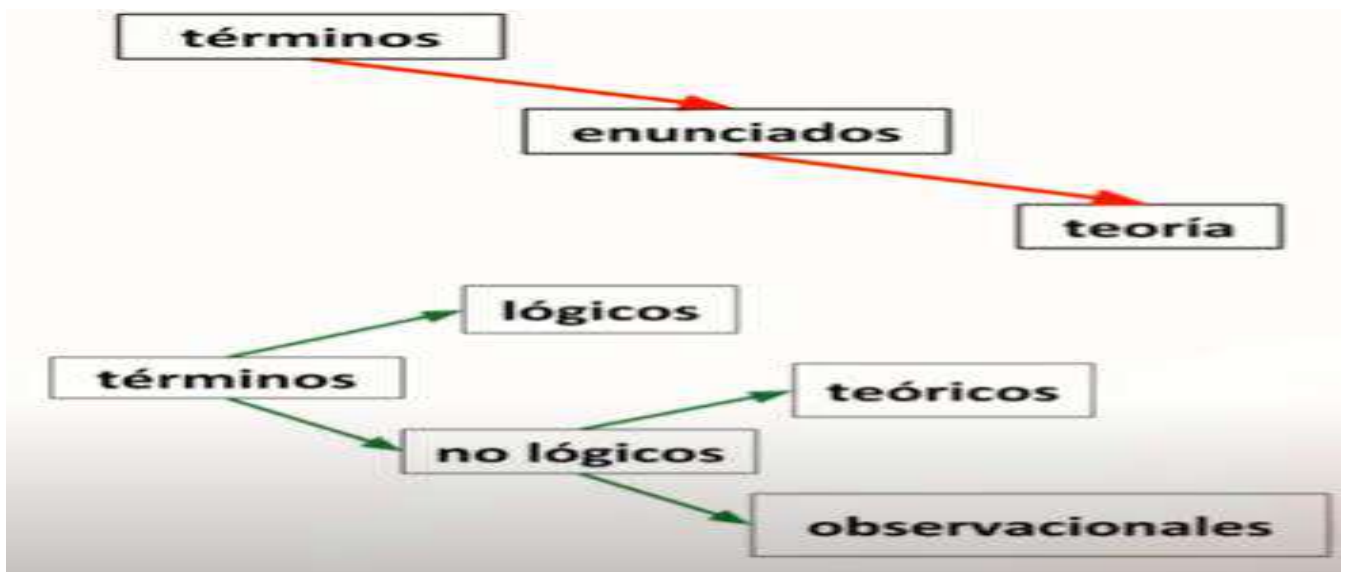 términos
enunciados
teoría
lógicos
términos
teóricos
no lógicos
observacionales